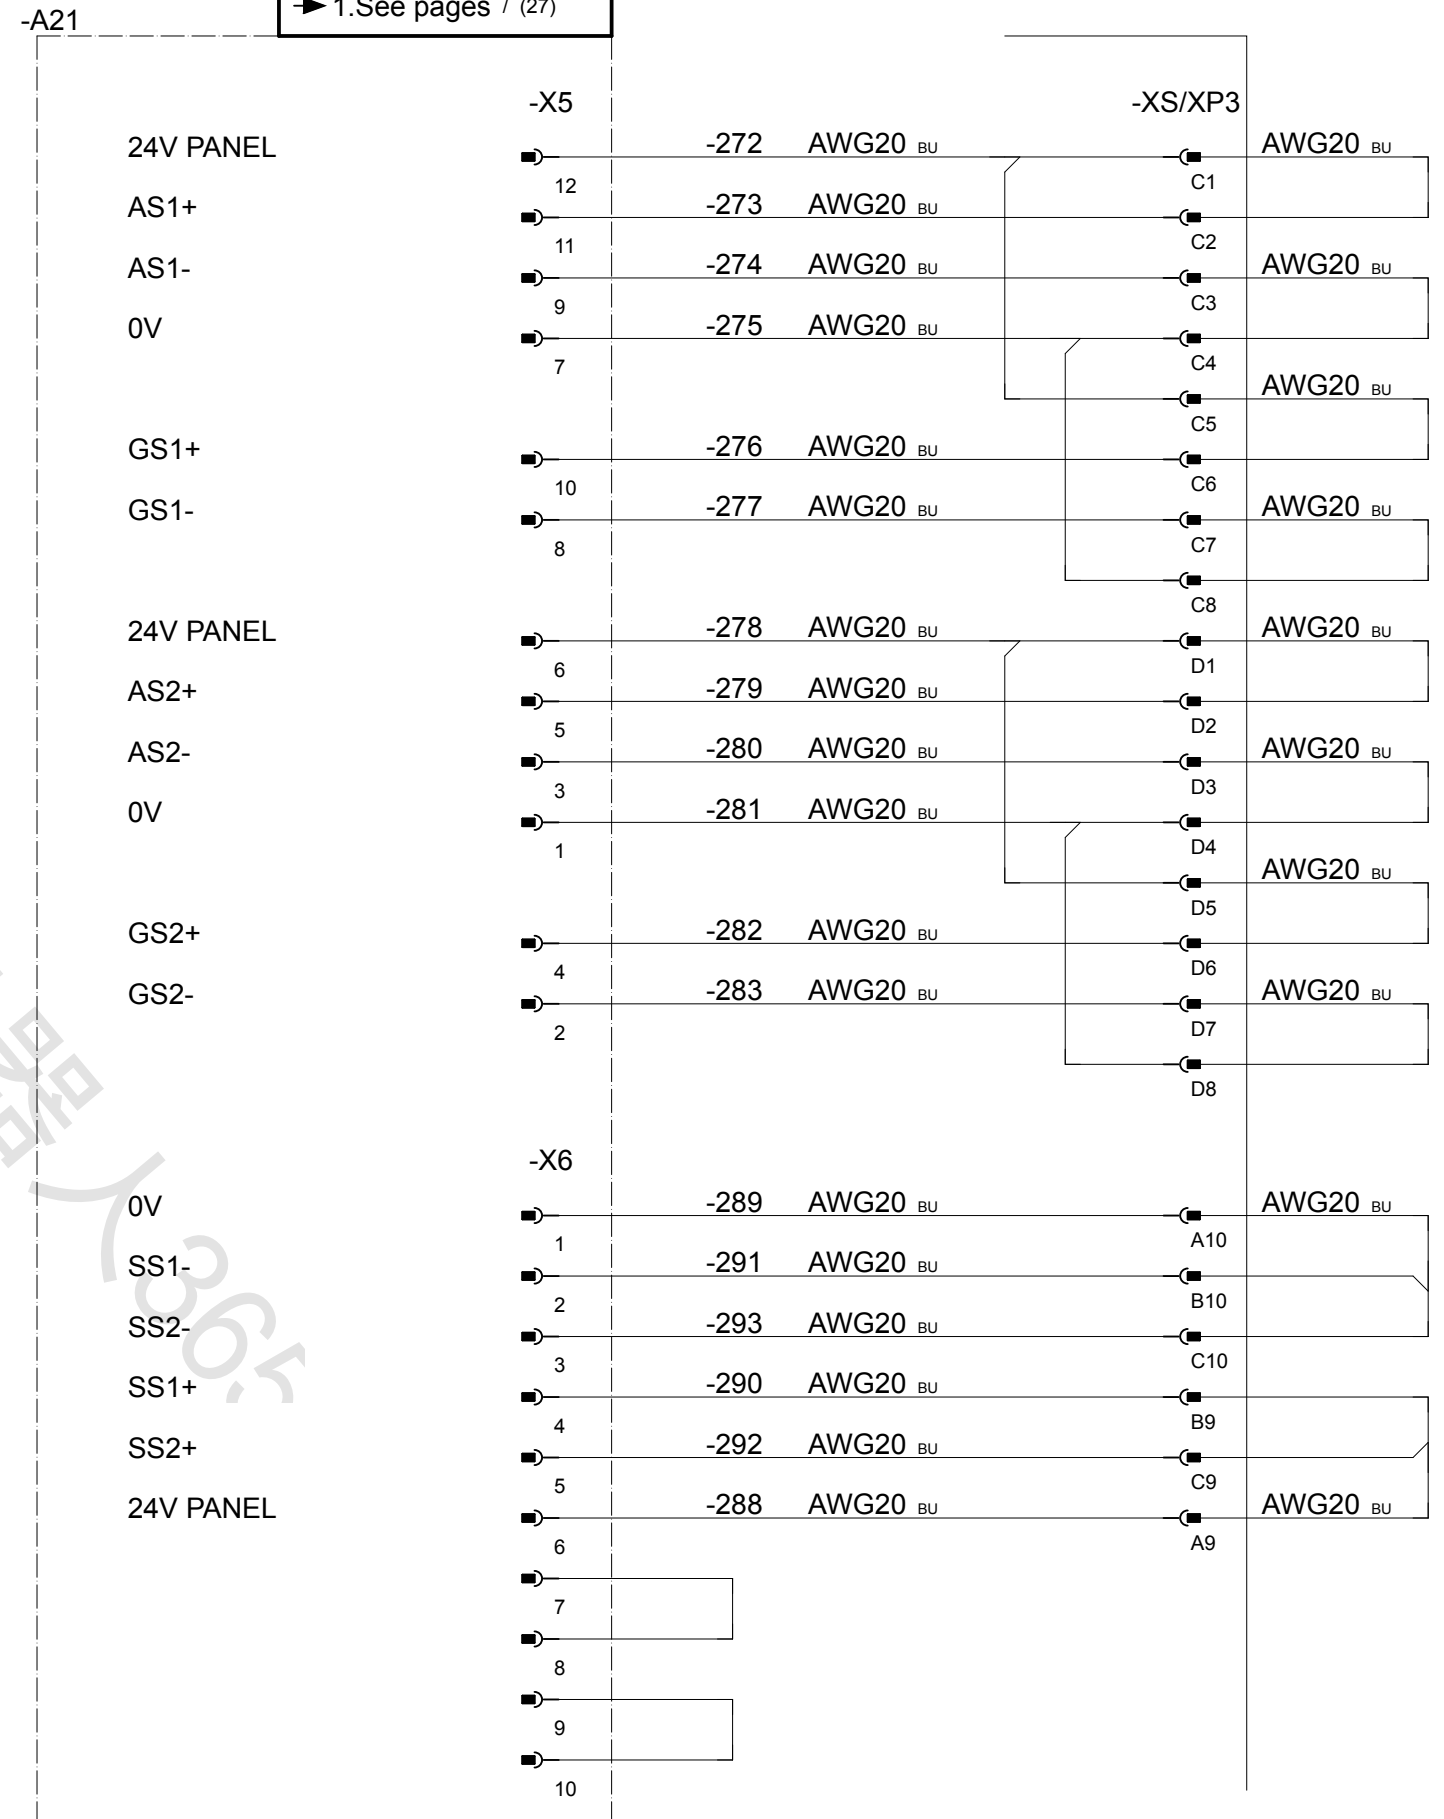 1.See pages / (27)
-A21
-X5 -XS/XP3
24V PANEL -272 AWG20 BU AWG20 BU
12 C1
AS1+ -273 AWG20 BU
11 C2
AS1- -274 AWG20 BU AWG20 BU
9 C3
0V -275 AWG20 BU
7 C4
AWG20 BU
C5
GS1+ -276 AWG20 BU
10 C6
GS1- -277 AWG20 BU AWG20 BU
8 C7
C8
24V PANEL -278 AWG20 BU AWG20 BU
6 D1
AS2+ -279 AWG20 BU
5 D2
AS2- -280 AWG20 BU AWG20 BU
3 D3
0V -281 AWG20 BU
1 D4
AWG20 BU
D5
GS2+ -282 AWG20 BU
4 D6
GS2- -283 AWG20 BU AWG20 BU
2 D7
D8
-X6
0V -289 AWG20 BU AWG20 BU
1 A10
SS1- -291 AWG20 BU
2 B10
SS2- -293 AWG20 BU
3 C10
SS1+ -290 AWG20 BU
4 B9
SS2+ -292 AWG20 BU
5 C9
24V PANEL -288 AWG20 BU AWG20 BU
6 A9
7
8
9
10
器人365